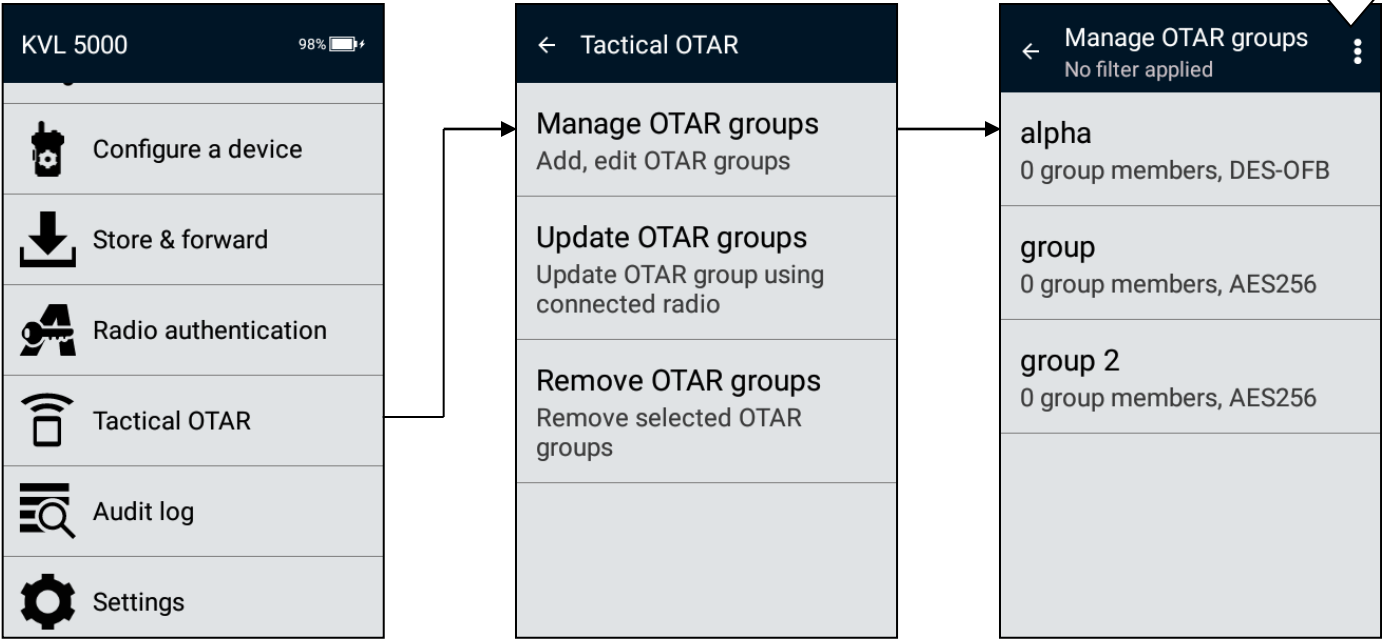 KVL 5000
98%
Configure a device
Store & forward
Radio authentication
Tactical OTAR
Audit log
Settings
Tactical OTAR
Manage OTAR groups
Add, edit OTAR groups
Update OTAR groups
Update OTAR group using
connected radio
Remove OTAR groups
Remove selected OTAR
groups
Manage OTAR groups
No filter applied
alpha
0 group members, DES-OFB
group
0 group members, AES256
group 2
0 group members, AES256